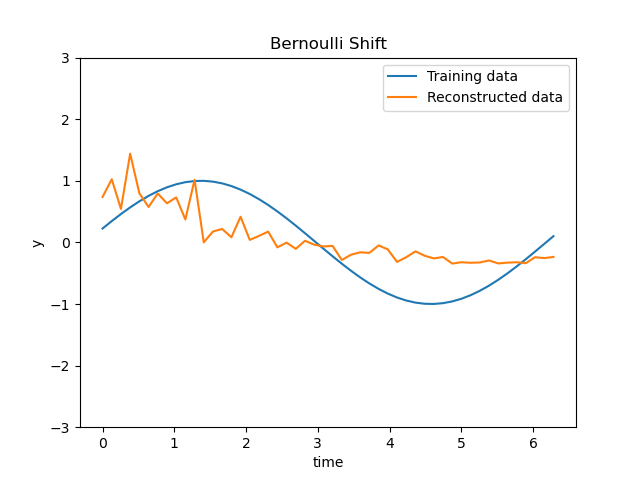 Bernoulli Shift
Training data
Reconstructed data
3
2
1
0
−1
−2
−3
y
0 1 2 3 4 5 6
time